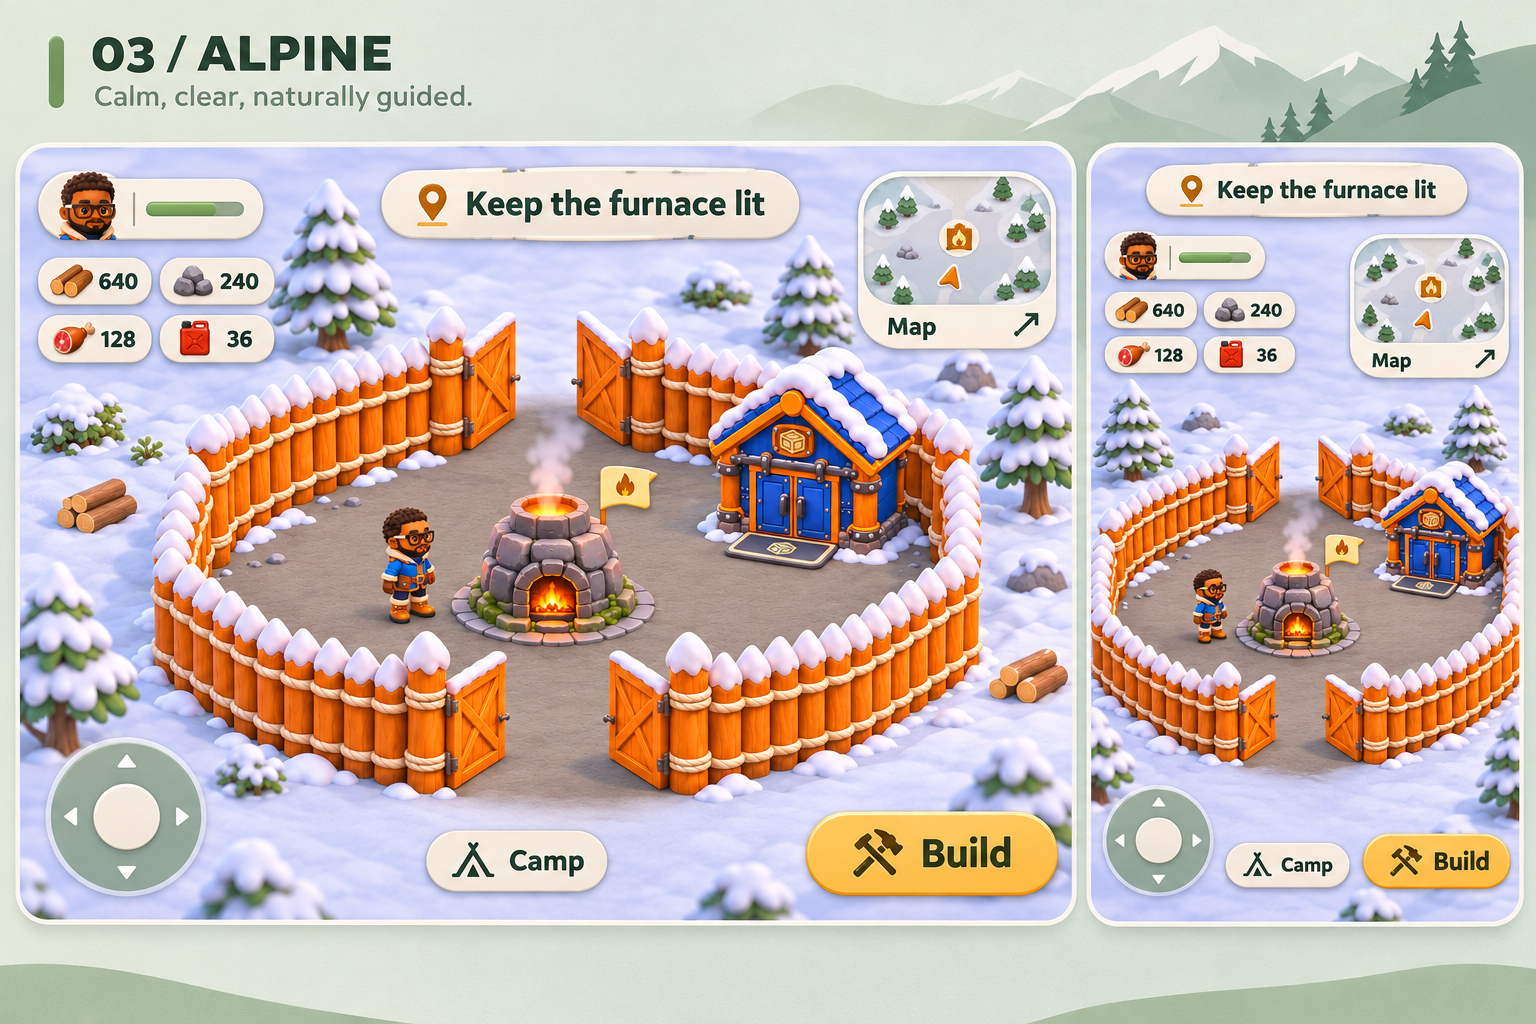 03 / ALPINE
Calm, clear, naturally guided.
Keep the furnace lit
640
240
128
36
Map
Camp
Build
Keep the furnace lit
640
240
128
36
Map
Camp
Build